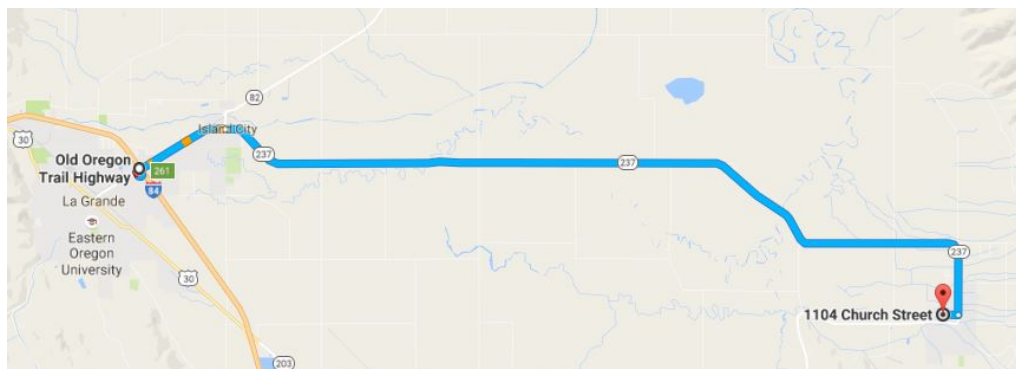 82
30
Island City
237
Old Oregon
Trail Highway
261
84
237
La Grande
Eastern
Oregon
University
30
237
1104 Church Street
203